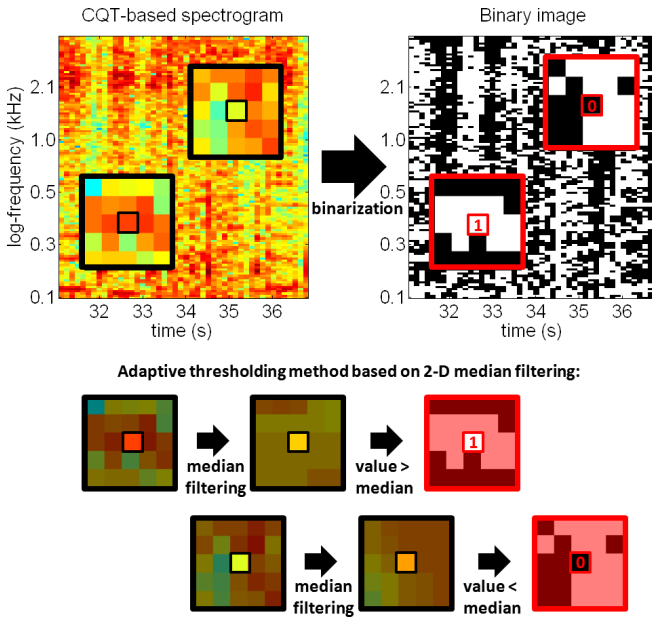 CQT-based spectrogram
Binary image
log-frequency (kHz)
2.1
1.0
0.5
0.3
0.1
32
33
34
35
36
time (s)
binarization
2.1
1.0
0.5
0.3
0.1
0
1
32
33
34
35
36
time (s)
Adaptive thresholding method based on 2-D median filtering:
median
filtering
value >
median
1
median
filtering
value <
median
0